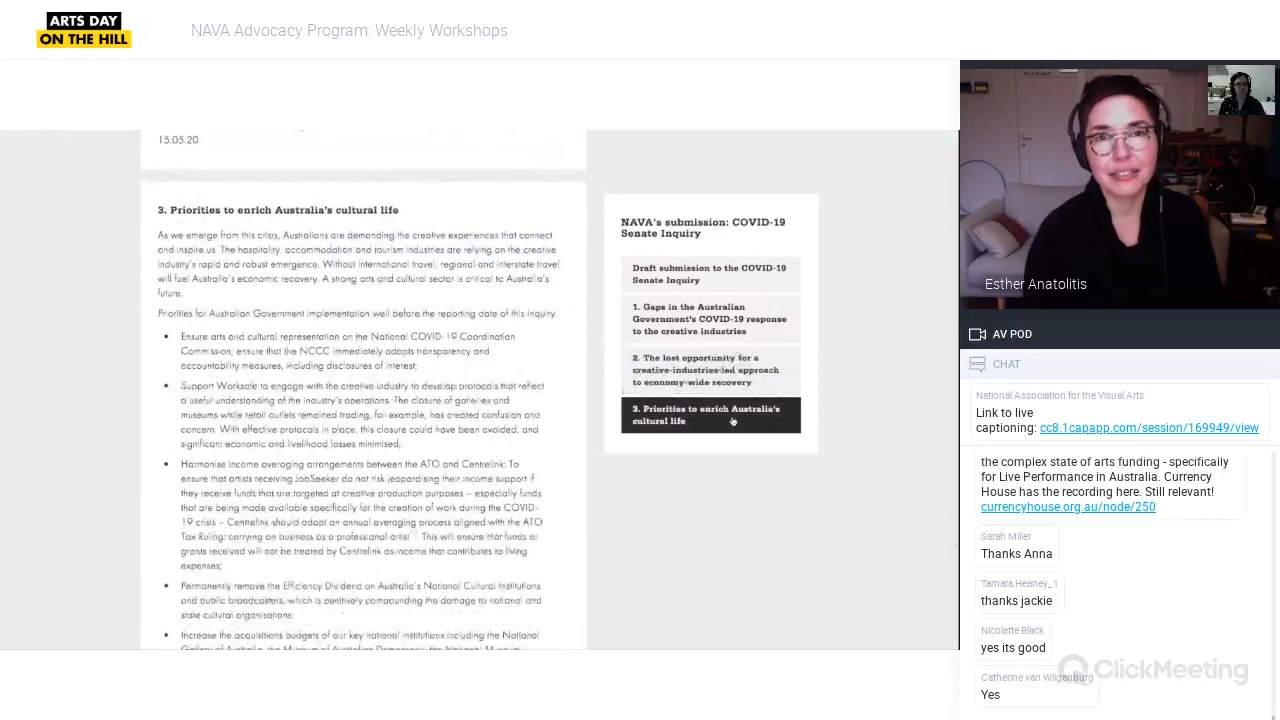 ARTS DAY
ON THE HILL
NAVA Advocacy Program: Weekly Workshops
15.05.20
3. Priorities to enrich Australia's cultural life
As we emerge from this crisis, Australians are demanding the creative experiences that connect
and inspire us. The hospitality, accommodation and tourism industries are relying on the creative
industry's rapid and robust emergence. Without international travel, regional and interstate travel
will fuel Australia's economic recovery. A strong arts and cultural sector is critical to Australia's
future.
Priorities for Australian Government implementation well before the reporting date of this inquiry:
• Ensure arts and cultural representation on the National COVID-19 Coordination
Commission; ensure that the NCCC immediately adopts transparency and
accountability measures, including disclosures of interest;
• Support Worksafe to engage with the creative industry to develop protocols that reflect
a useful understanding of the industry's operations. The closure of galleries and
museums while retail outlets remained trading, for example, has created confusion and
concern. With effective protocols in place, this closure could have been avoided, and
significant economic and livelihood losses minimised;
• Harmonise income averaging arrangements between the ATO and Centrelink: To
ensure that artists receiving JobSeeker do not risk jeopardising their income support if
they receive funds that are targeted at creative production purposes – especially funds
that are being made available specifically for the creation of work during the COVID-
19 crisis – Centrelink should adopt an annual averaging process aligned with the ATO
Tax Ruling: carrying on business as a professional artist. This will ensure that funds or
grants received will not be treated by Centrelink as income that contributes to living
expenses;
• Permanently remove the Efficiency Dividend on Australia's National Cultural Institutions
and public broadcasters, which is punitively compounding the damage to national and
state cultural organisations;
• Increase the acquisitions budgets of our key national institutions including the National
Gallery of Australia, the Museum of Australian Democracy, the National Museum
NAVA's submission: COVID-19
Senate Inquiry
Draft submission to the COVID-19
Senate Inquiry
1. Gaps in the Australian
Government's COVID-19 response
to the creative industries
2. The lost opportunity for a
creative-industries-led approach
to economy-wide recovery
3. Priorities to enrich Australia's
cultural life
Esther Anatolitis
AV POD
CHAT
National Association for the Visual Arts
Link to live
captioning: cc8.1capapp.com/session/169949/view
the complex state of arts funding - specifically
for Live Performance in Australia. Currency
House has the recording here. Still relevant!
currencyhouse.org.au/node/250
Sarah Miller
Thanks Anna
Tamara Heaney_1
thanks jackie
Nicolette Black
yes its good
Catherine van Wilgenburg
Yes
ClickMeeting